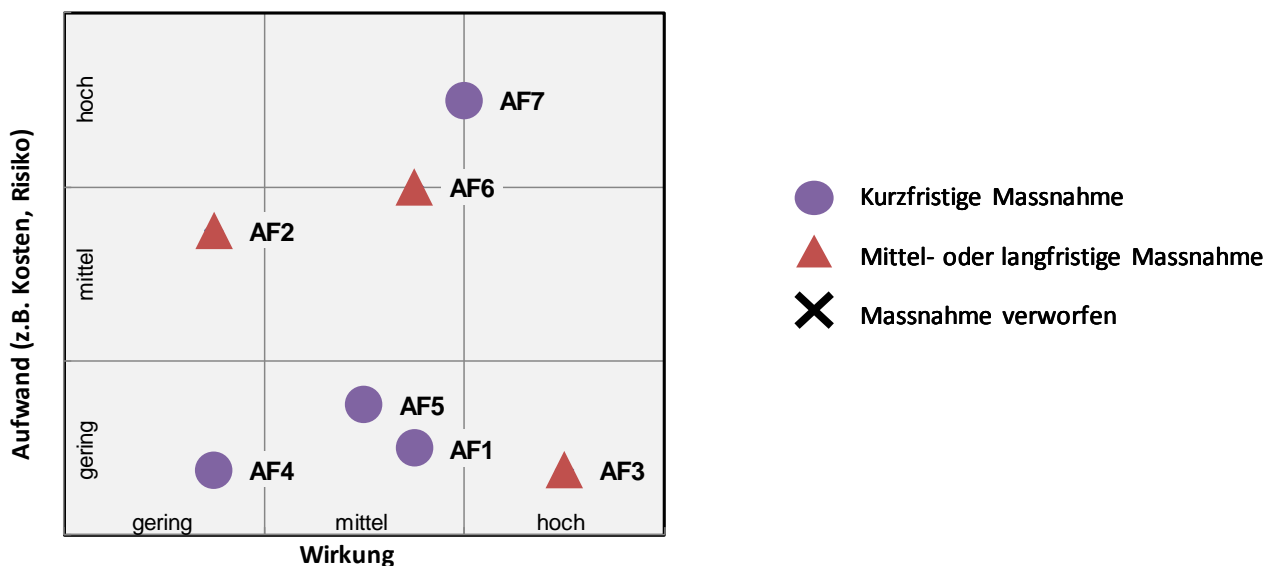 Aufwand (z.B. Kosten, Risiko)
hoch
mittel
gering
AF7
AF6
AF2
AF5
AF1
AF4
AF3
gering
mittel
hoch
Wirkung
Kurzfristige Massnahme
Mittel- oder langfristige Massnahme
Massnahme verworfen